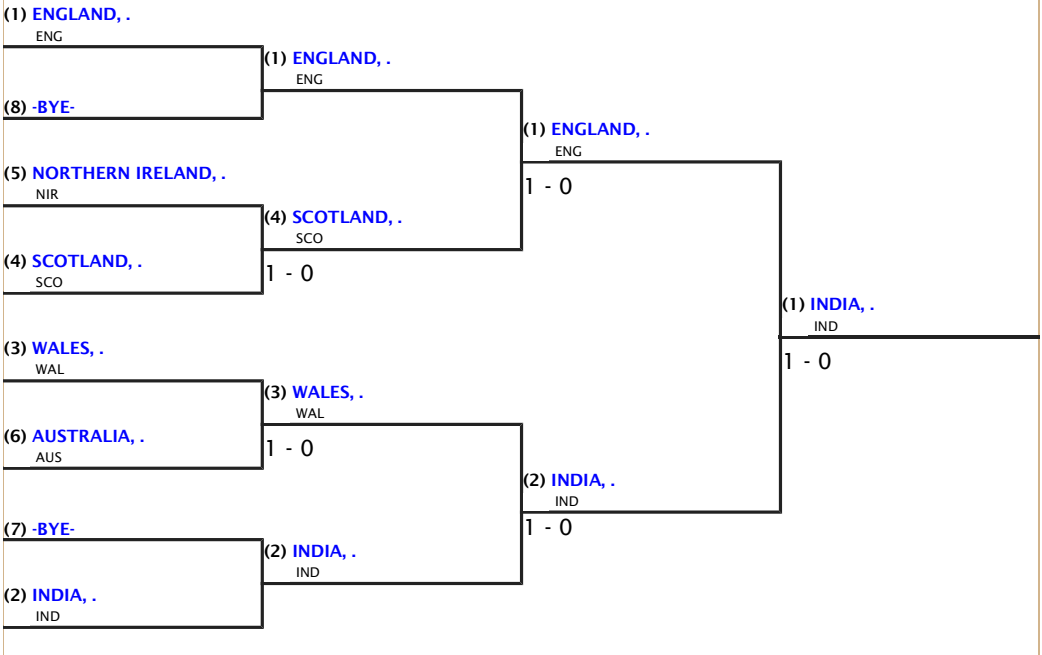 (1) ENGLAND, .
ENG
(8) -BYE-
(5) NORTHERN IRELAND, .
NIR
(4) SCOTLAND, .
SCO
(3) WALES, .
WAL
(6) AUSTRALIA, .
AUS
(7) -BYE-
(2) INDIA, .
IND
(1) ENGLAND, .
ENG
(4) SCOTLAND, .
SCO
1 - 0
(3) WALES, .
WAL
1 - 0
(2) INDIA, .
IND
(1) ENGLAND, .
ENG
1 - 0
(2) INDIA, .
IND
1 - 0
(1) INDIA, .
IND
1 - 0